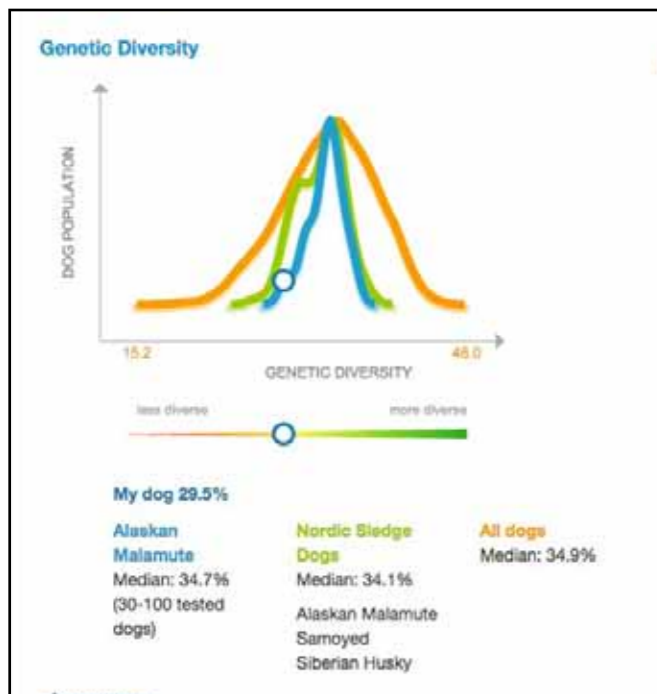 Genetic Diversity
DOG POPULATION
15.2
48.0
GENETIC DIVERSITY
less diverse
more diverse
My dog 29.5%
Alaskan
Malamute
Median: 34.7%
(30-100 tested
dogs)
Nordic Sledge
Dogs
Median: 34.1%
Alaskan Malamute
Samoyed
Siberian Husky
All dogs
Median: 34.9%